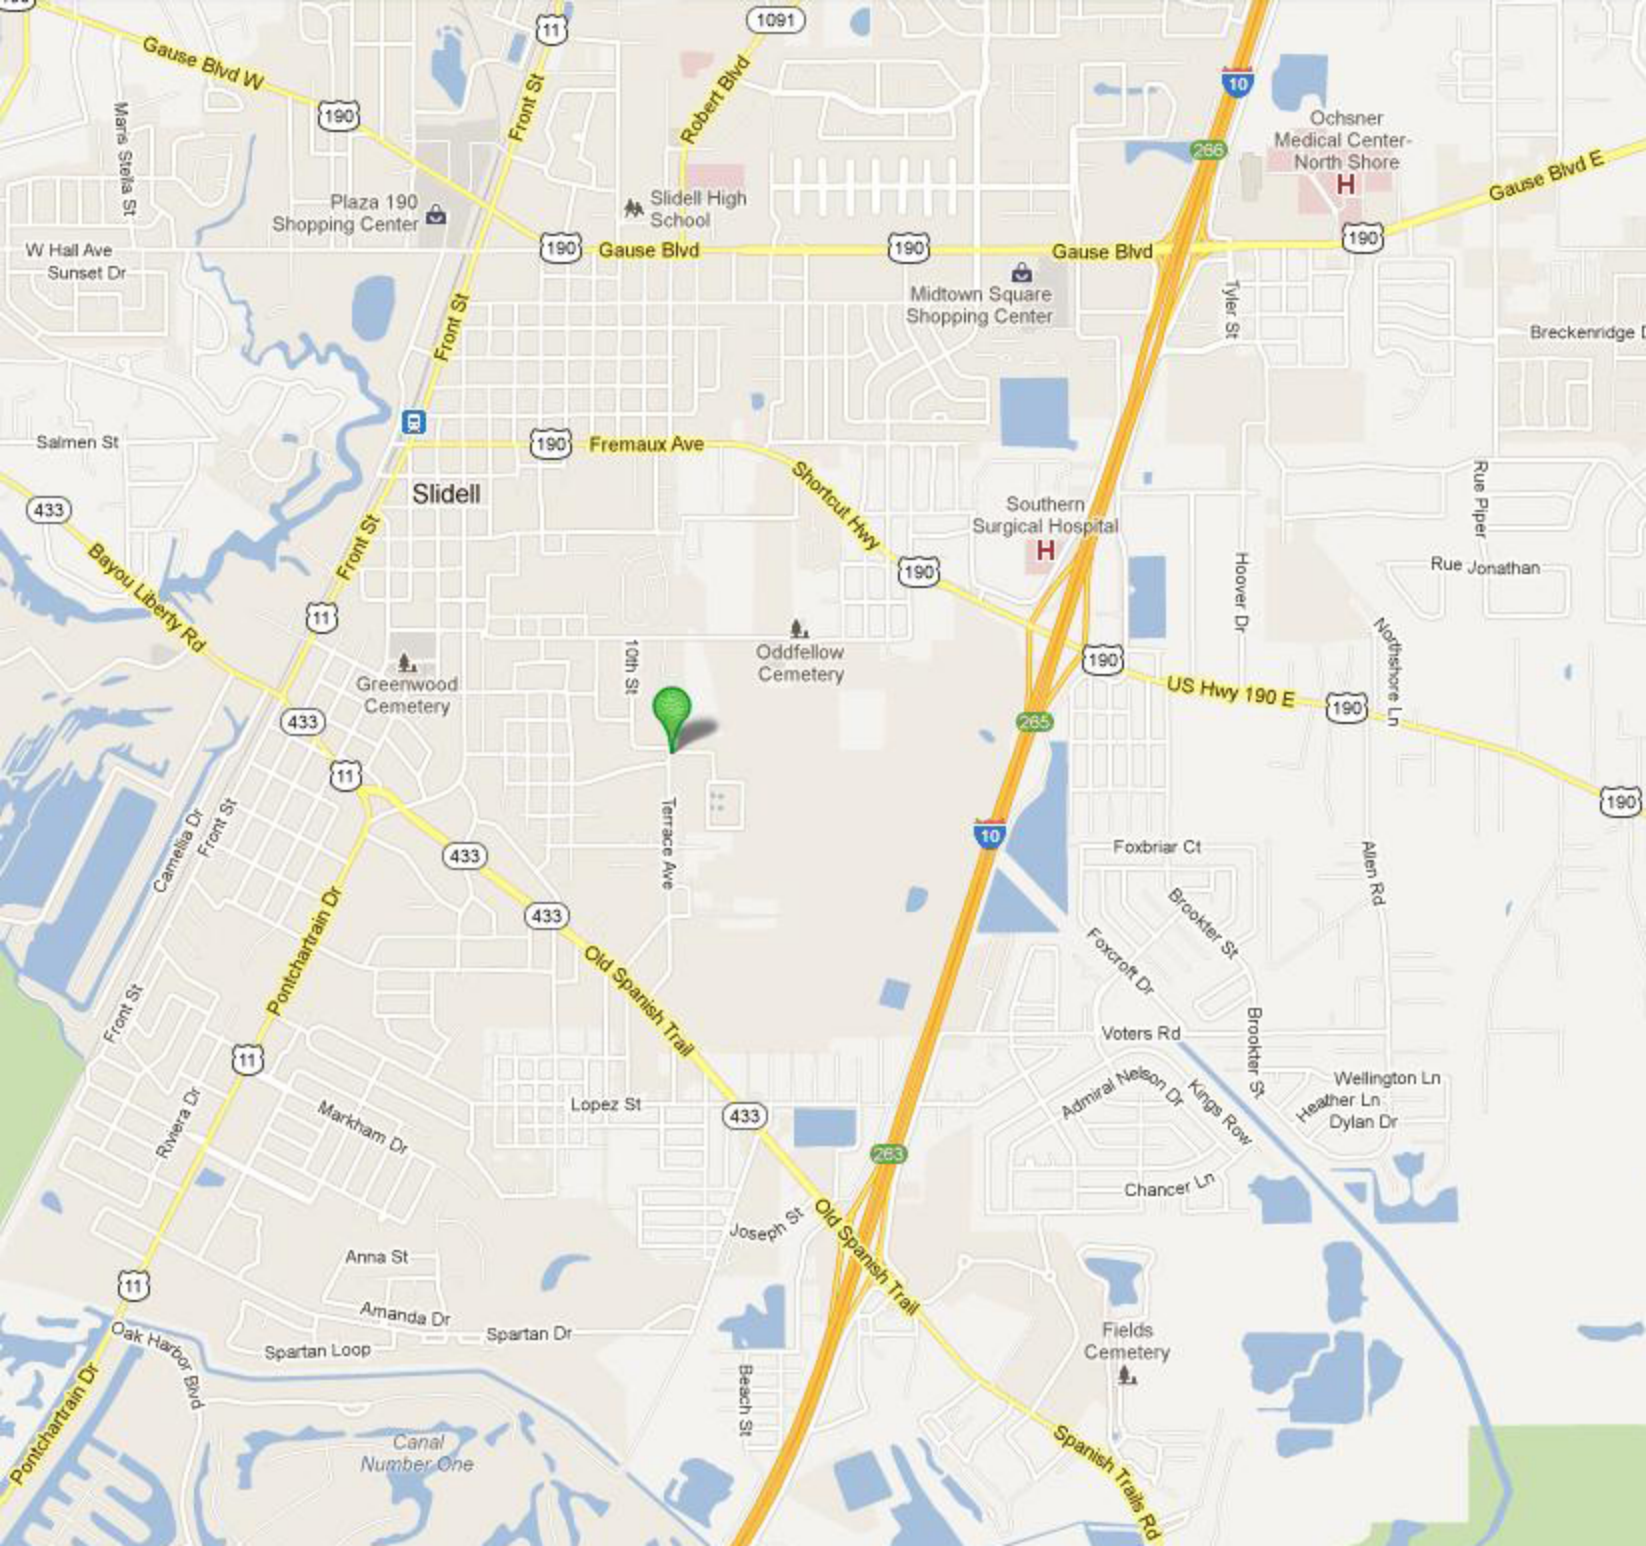 11
1091
Gause Blvd W
10
190
Front St
Robert Blvd
Maris Stella St
Ochsner
Medical Center-
North Shore
H
266
Gause Blvd E
Plaza 190
Shopping Center
Slidell High
School
W Hall Ave
Sunset Dr
190
Gause Blvd
190
Gause Blvd
190
Midtown Square
Shopping Center
Tyler St
Front St
Breckenridge D
Salmen St
190
Fremaux Ave
Shortcut Hwy
Slidell
433
Rue Piper
Southern
Surgical Hospital
H
Front St
Bayou Liberty Rd
190
Hoover Dr
Rue Jonathan
11
10th St
Oddfellow
Cemetery
190
Northshore Ln
Greenwood
Cemetery
US Hwy 190 E
190
433
265
11
190
Camellia Dr
Front St
Terrace Ave
10
433
Foxbriar Ct
Allen Rd
Pontchartrain Dr
433
Brookter St
Foxcroft Dr
Old Spanish Trail
Front St
Voters Rd
Brookter St
11
Wellington Ln
Admiral Nelson Dr
Kings Row
Heather Ln
Dylan Dr
Riviera Dr
Markham Dr
Lopez St
433
263
Chancer Ln
Joseph St
Old Spanish Trail
Anna St
11
Amanda Dr
Spartan Dr
Spartan Loop
Oak Harbor Blvd
Fields
Cemetery
Beach St
Pontchartrain Dr
Canal
Number One
Spanish Trails Rd